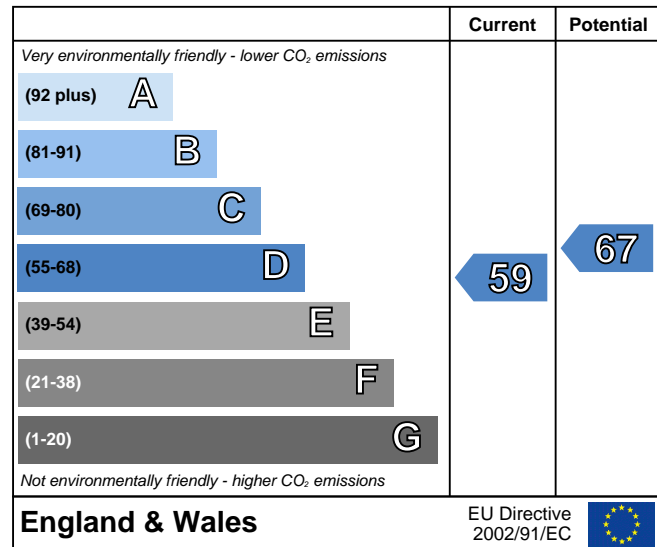 Current Potential
Very environmentally friendly - lower CO₂ emissions
(92 plus) A
(81-91) B
(69-80) C
(55-68) D
59
67
(39-54) E
(21-38) F
(1-20) G
Not environmentally friendly - higher CO₂ emissions
England & Wales
EU Directive
2002/91/EC